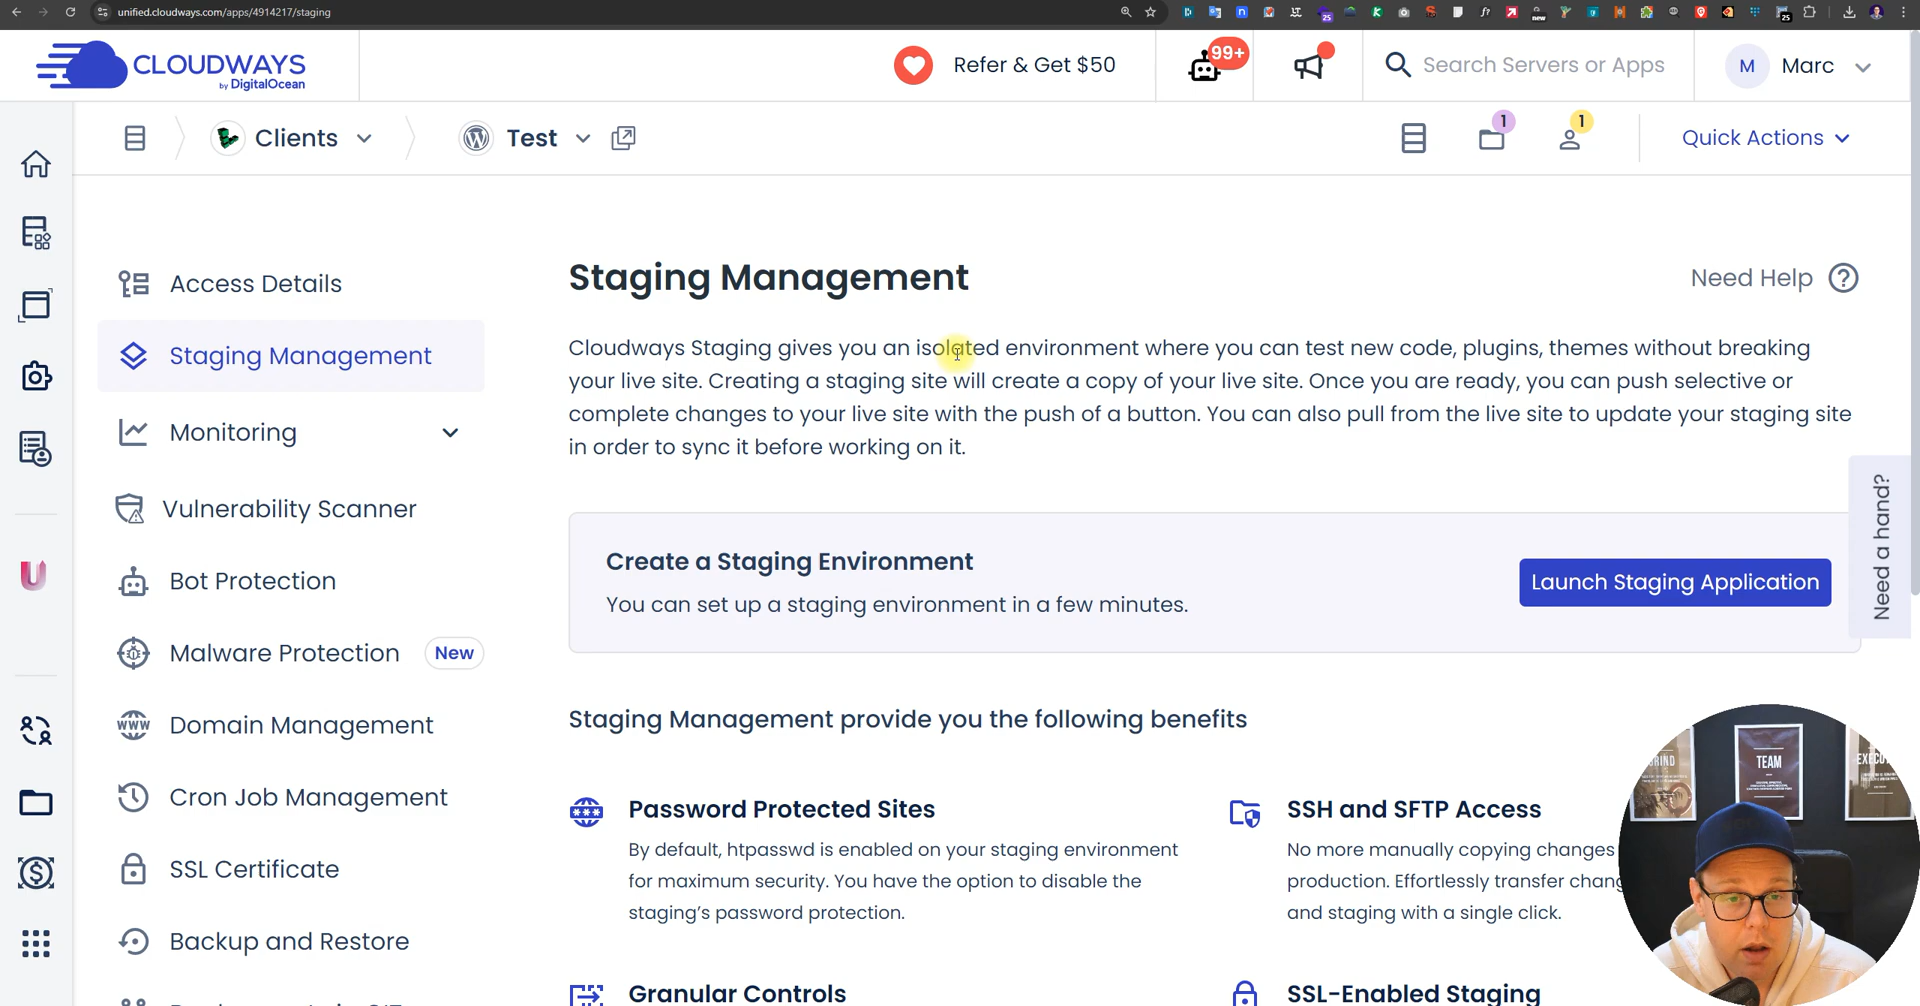 unified.cloudways.com/apps/4914217/staging
25
new
25
CLOUDWAYS
by DigitalOcean
Refer & Get $50
99+
Search Servers or Apps
M
Marc
Clients
Test
1
1
Quick Actions
Access Details
Staging Management
Monitoring
Vulnerability Scanner
Bot Protection
Malware Protection
New
Domain Management
Cron Job Management
SSL Certificate
Backup and Restore
Staging Management
Need Help
Cloudways Staging gives you an isolated environment where you can test new code, plugins, themes without breaking
your live site. Creating a staging site will create a copy of your live site. Once you are ready, you can push selective or
complete changes to your live site with the push of a button. You can also pull from the live site to update your staging site
in order to sync it before working on it.
Need a hand?
Create a Staging Environment
You can set up a staging environment in a few minutes.
Launch Staging Application
Staging Management provide you the following benefits
Password Protected Sites
By default, htpasswd is enabled on your staging environment
for maximum security. You have the option to disable the
staging's password protection.
SSH and SFTP Access
No more manually copying changes
production. Effortlessly transfer chang
and staging with a single click.
Granular Controls
SSL-Enabled Staging
WWW
U
GRIND
TEAM
EXECU